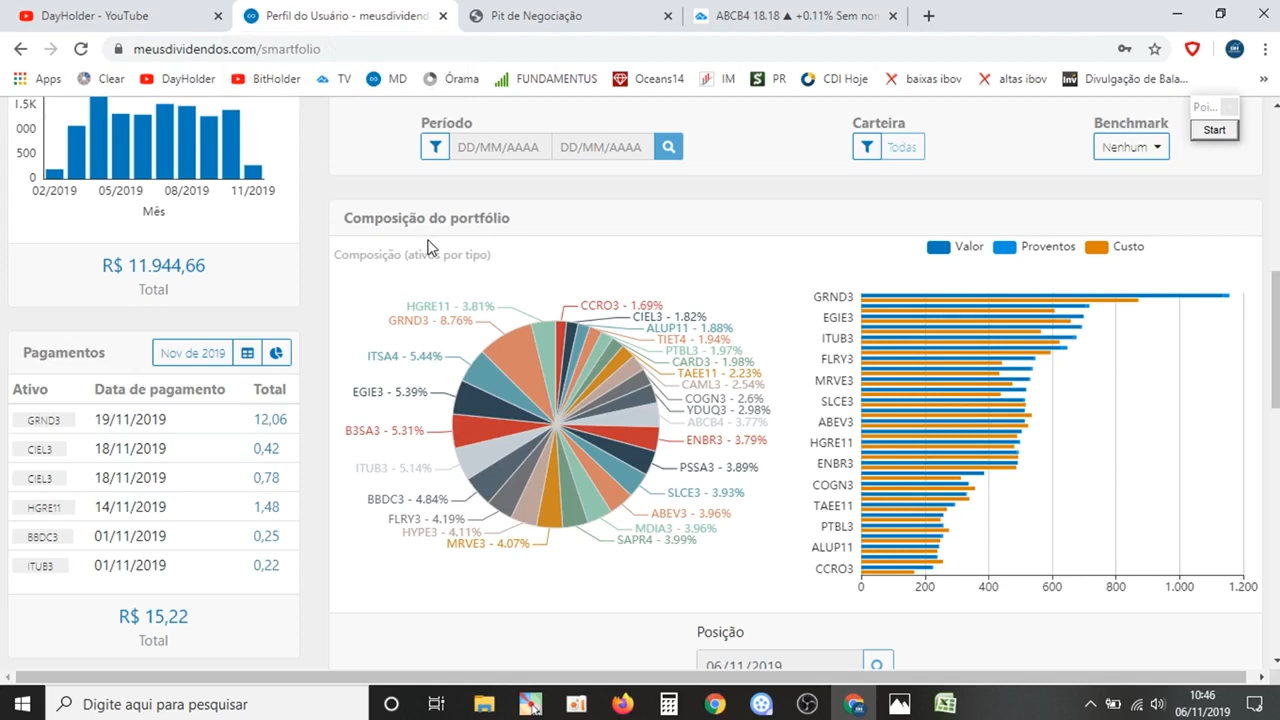 DayHolder - YouTube
Perfil do Usuário - meusdividend
Pit de Negociação
ABCB4 18.18 ▲ +0.11% Sem nom
meusdividendos.com/smartfolio
Apps
Clear
DayHolder
BitHolder
TV
MD
Órama
FUNDAMENTUS
Oceans14
IM
PR
CDI Hoje
baixas ibov
altas ibov
Divulgação de Bala...
»
Poi...
Start
1.5K
000
500
0
02/2019
05/2019
08/2019
11/2019
Mês
R$ 11.944,66
Total
Pagamentos
Nov de 2019
Ativo Data de pagamento Total
GRND3 19/11/2019 12,06
CIEL3 18/11/2019 0,42
CIEL3 18/11/2019 0,78
HGRE11 14/11/2019 1,48
BBDC3 01/11/2019 0,25
ITUB3 01/11/2019 0,22
R$ 15,22
Total
Período
DD/MM/AAAA
DD/MM/AAAA
Carteira
Todas
Benchmark
Nenhum
Composição do portfólio
Composição (ativos por tipo)
CCRO3 - 1.69%
CIEL3 - 1.82%
ALUP11 - 1.88%
TIET4 - 1.94%
PTBL3 - 1.97%
CARD3 - 1.98%
TAEE11 - 2.23%
CAML3 - 2.54%
COGN3 - 2.6%
YDUQ3 - 2.98%
ABCB4 - 3.77%
ENBR3 - 3.79%
PSSA3 - 3.89%
SLCE3 - 3.93%
ABEV3 - 3.96%
MDIA3 - 3.96%
SAPR4 - 3.99%
MRVE3 - 4.07%
HYPE3 - 4.11%
FLRY3 - 4.19%
BBDC3 - 4.84%
ITUB3 - 5.14%
B3SA3 - 5.31%
EGIE3 - 5.39%
ITSA4 - 5.44%
GRND3 - 8.76%
HGRE11 - 3.81%
Valor
Proventos
Custo
GRND3
EGIE3
ITUB3
FLRY3
MRVE3
SLCE3
ABEV3
HGRE11
ENBR3
COGN3
TAEE11
PTBL3
ALUP11
CCRO3
0 200 400 600 800 1.000 1.200
Posição
06/11/2019
Digite aqui para pesquisar
10:46
06/11/2019